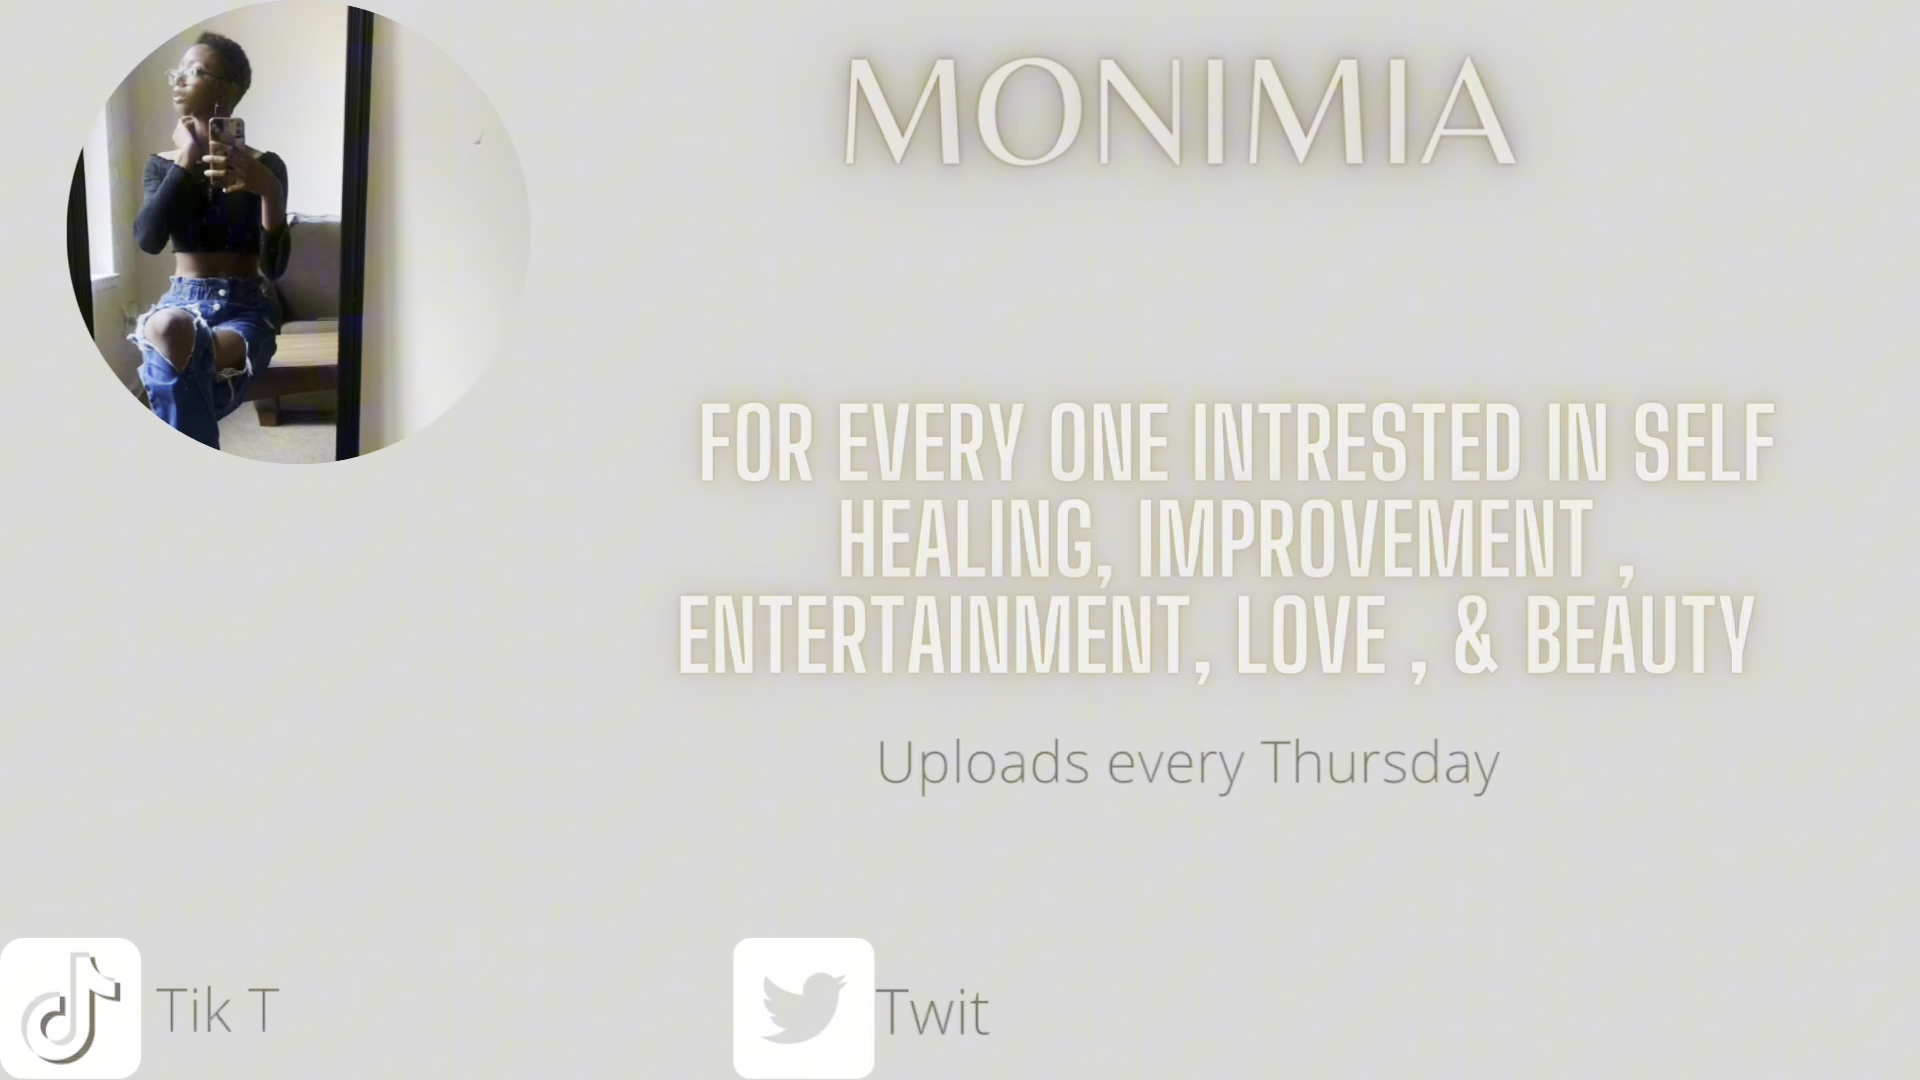 MONIMIA
FOR EVERY ONE INTRESTED IN SELF
HEALING, IMPROVEMENT ,
ENTERTAINMENT, LOVE , & BEAUTY
Uploads every Thursday
Tik T
Twit